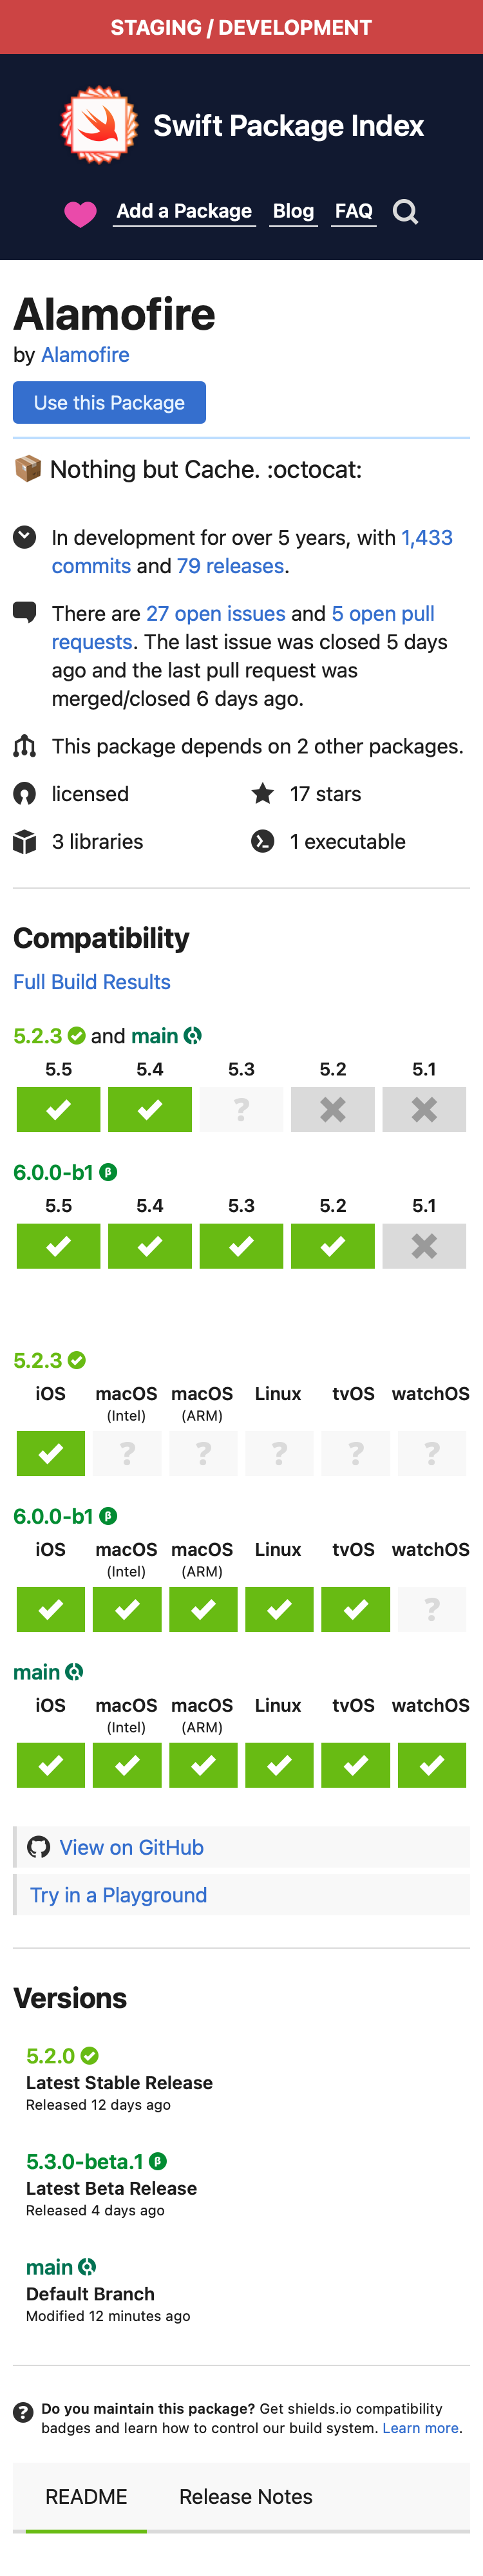 STAGING / DEVELOPMENT
Swift Package Index
Add a Package Blog FAQ
Alamofire
by Alamofire
Use this Package
📦 Nothing but Cache. :octocat:
In development for over 5 years, with 1,433
commits and 79 releases.
There are 27 open issues and 5 open pull
requests. The last issue was closed 5 days
ago and the last pull request was
merged/closed 6 days ago.
This package depends on 2 other packages.
licensed 17 stars
3 libraries 1 executable
Compatibility
Full Build Results
5.2.3 and main
5.5 5.4 5.3 5.2 5.1
?
6.0.0-b1 β
5.5 5.4 5.3 5.2 5.1
5.2.3
iOS macOS macOS Linux tvOS watchOS
(Intel) (ARM)
? ? ? ? ?
6.0.0-b1 β
iOS macOS macOS Linux tvOS watchOS
(Intel) (ARM)
?
main
iOS macOS macOS Linux tvOS watchOS
(Intel) (ARM)
View on GitHub
Try in a Playground
Versions
5.2.0
Latest Stable Release
Released 12 days ago
5.3.0-beta.1 β
Latest Beta Release
Released 4 days ago
main
Default Branch
Modified 12 minutes ago
Do you maintain this package? Get shields.io compatibility
badges and learn how to control our build system. Learn more.
README Release Notes